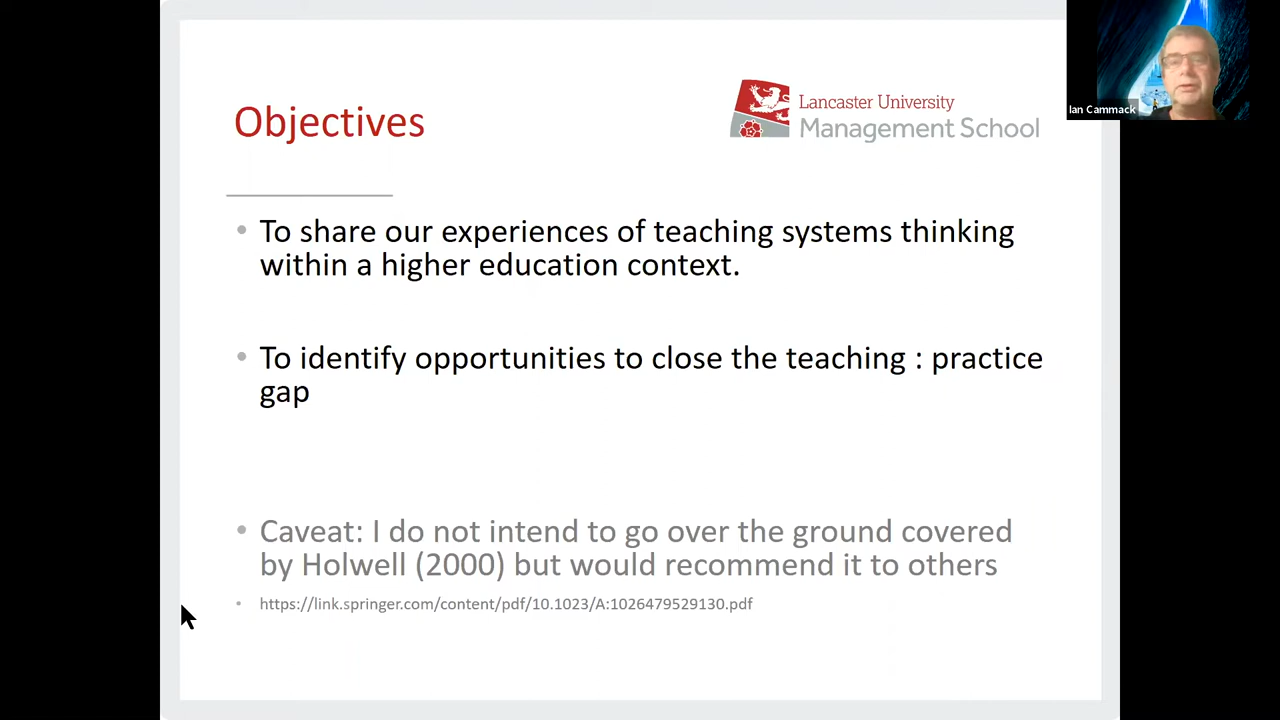 Objectives
Lancaster University
Management School
Ian Cammack
• To share our experiences of teaching systems thinking
within a higher education context.
• To identify opportunities to close the teaching : practice
gap
• Caveat: I do not intend to go over the ground covered
by Holwell (2000) but would recommend it to others
• https://link.springer.com/content/pdf/10.1023/A:1026479529130.pdf